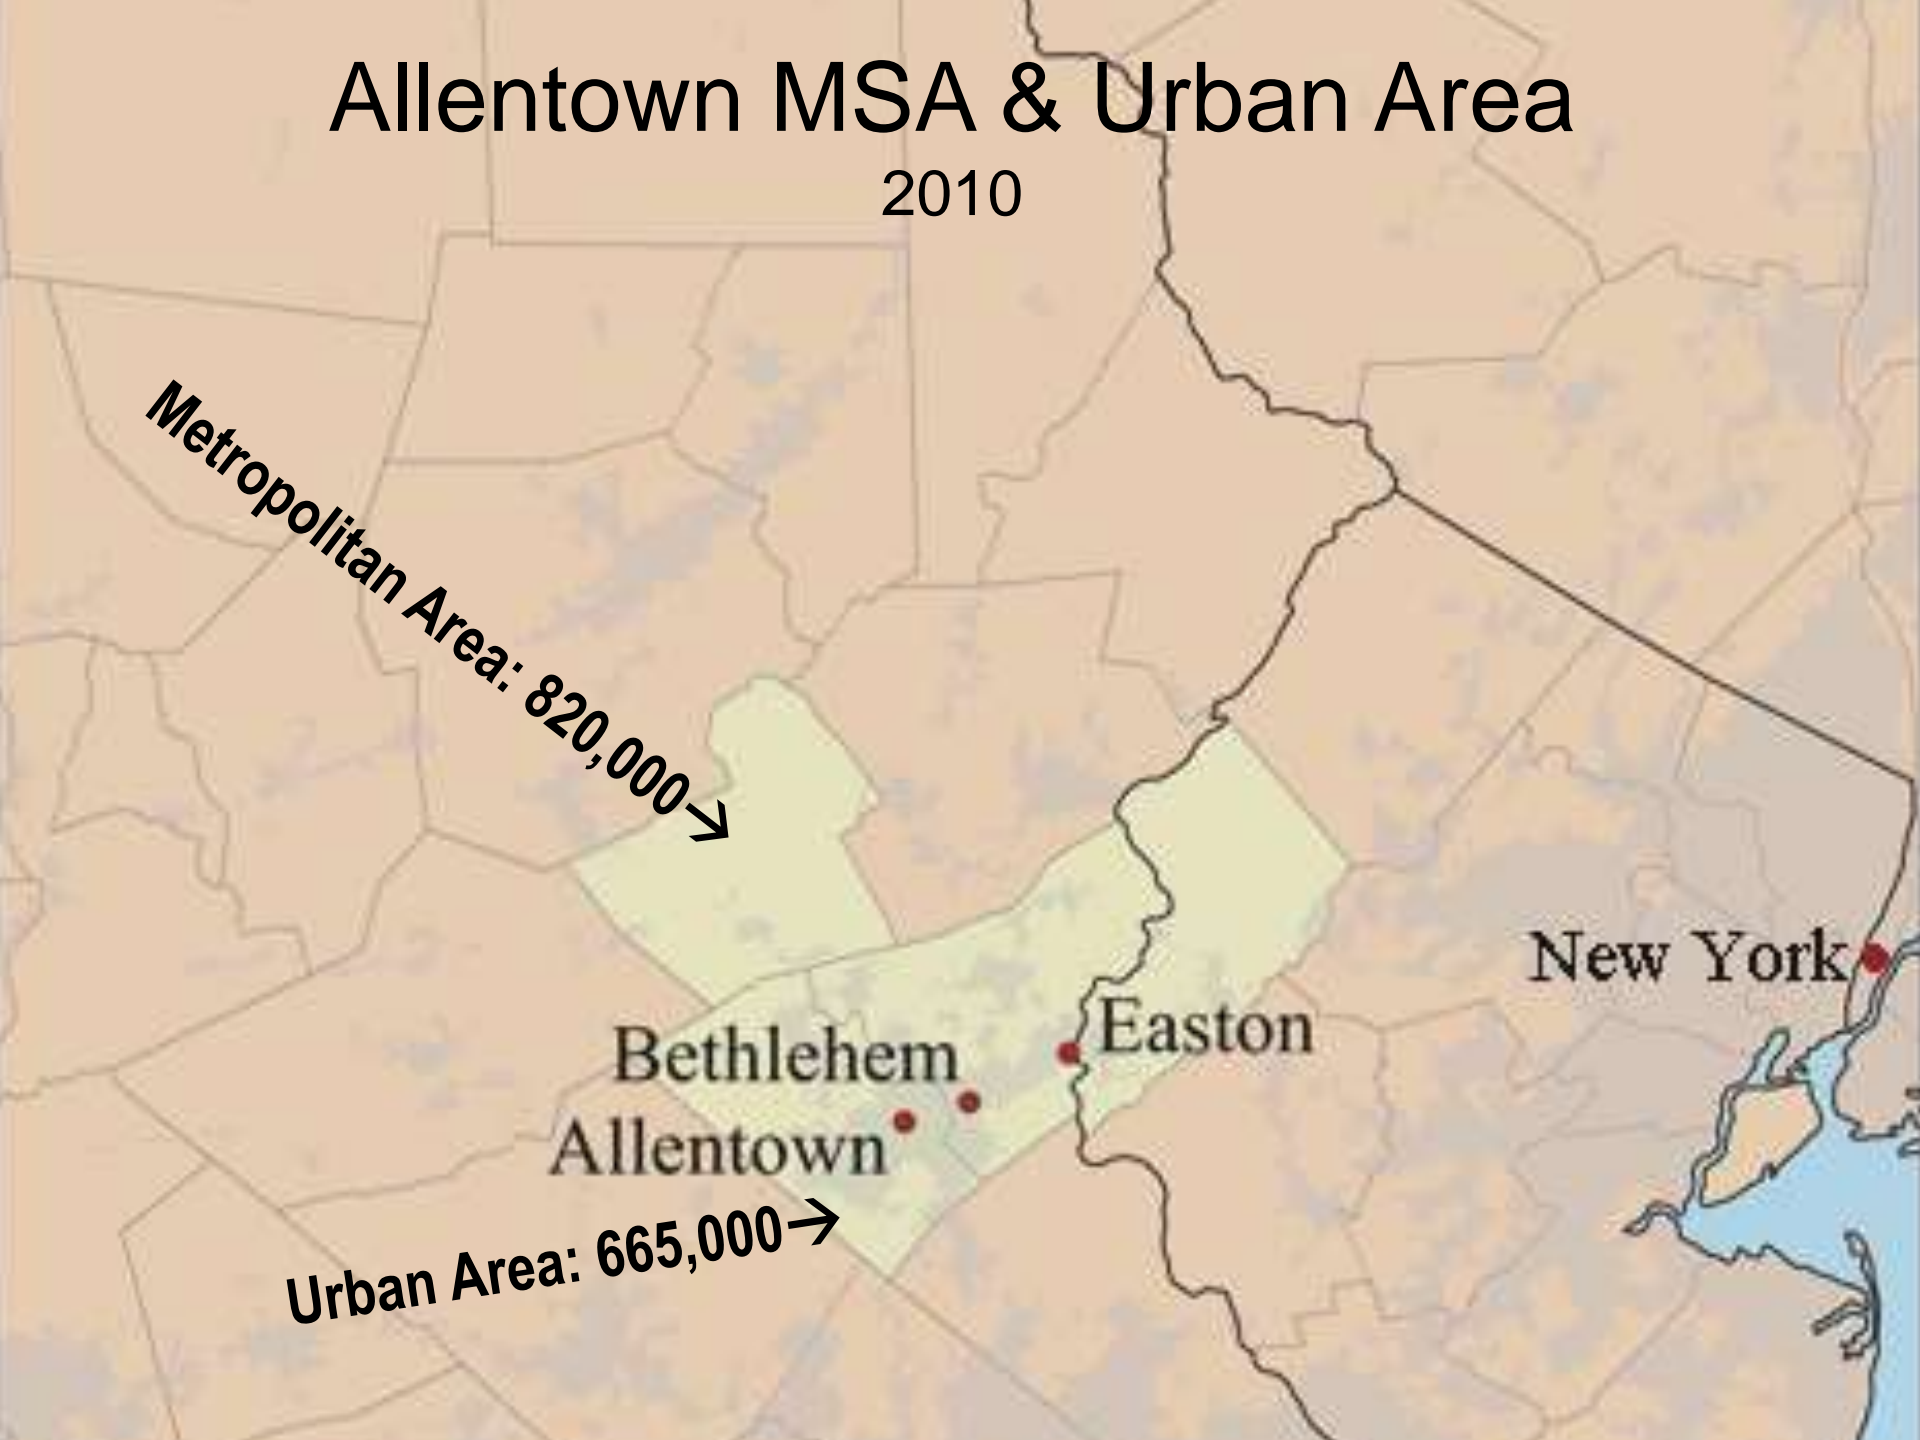 Allentown MSA & Urban Area
2010
Metropolitan Area: 820,000→
New York
Easton
Bethlehem
Allentown
Urban Area: 665,000→